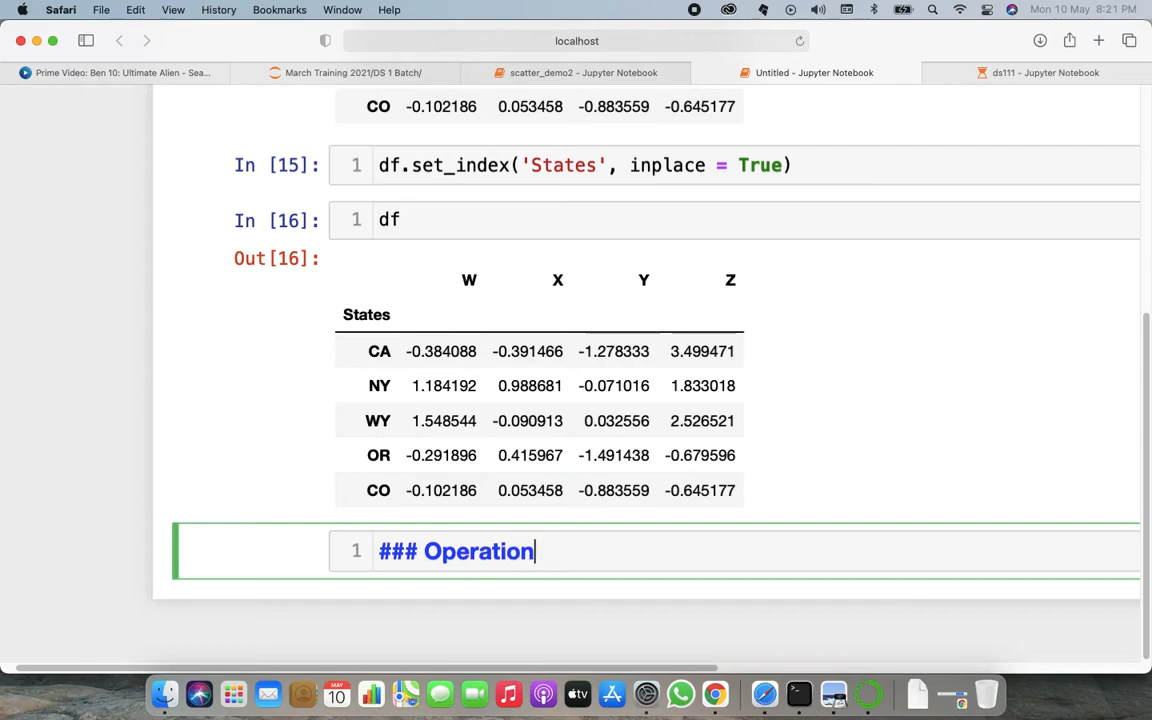 Safari File Edit View History Bookmarks Window Help Mon 10 May 8:21 PM
localhost
Prime Video: Ben 10: Ultimate Alien - Sea... March Training 2021/DS 1 Batch/ scatter_demo2 - Jupyter Notebook Untitled - Jupyter Notebook ds111 - Jupyter Notebook
CO -0.102186 0.053458 -0.883559 -0.645177
In [15]: 1 df.set_index('States', inplace = True)
In [16]: 1 df
Out[16]:
W X Y Z
States
CA -0.384088 -0.391466 -1.278333 3.499471
NY 1.184192 0.988681 -0.071016 1.833018
WY 1.548544 -0.090913 0.032556 2.526521
OR -0.291896 0.415967 -1.491438 -0.679596
CO -0.102186 0.053458 -0.883559 -0.645177
1 ### Operation
MAY
10
tv